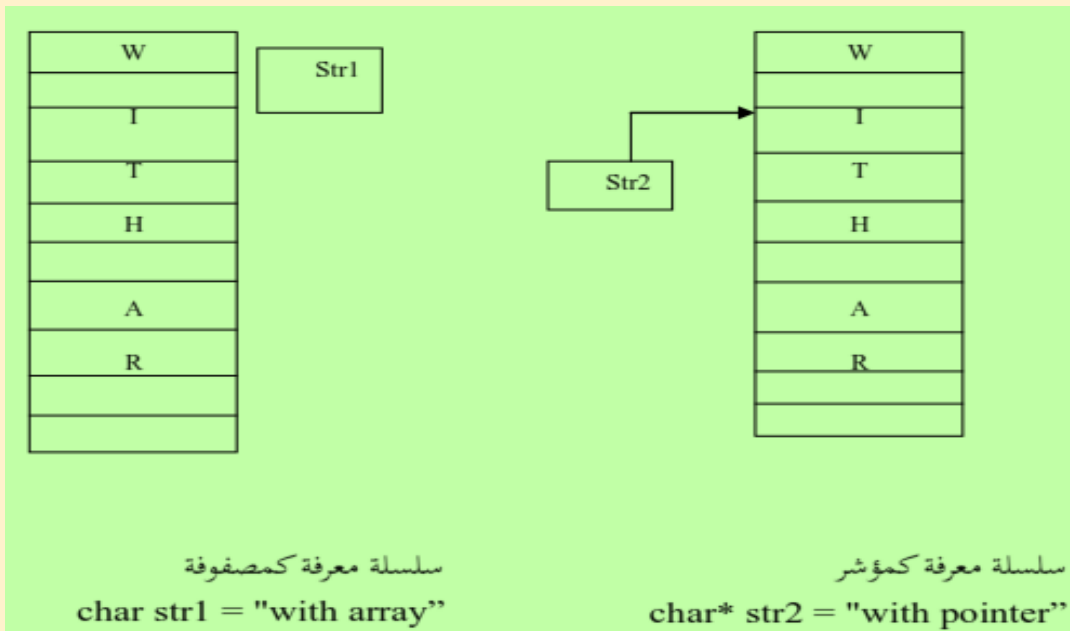 W
Str1
I
T
H
A
R
W
I
Str2
T
H
A
R
سلسلة معرفة كمصفوفة
char str1 = "with array”
سلسلة معرفة كمؤشر
char* str2 = "with pointer”